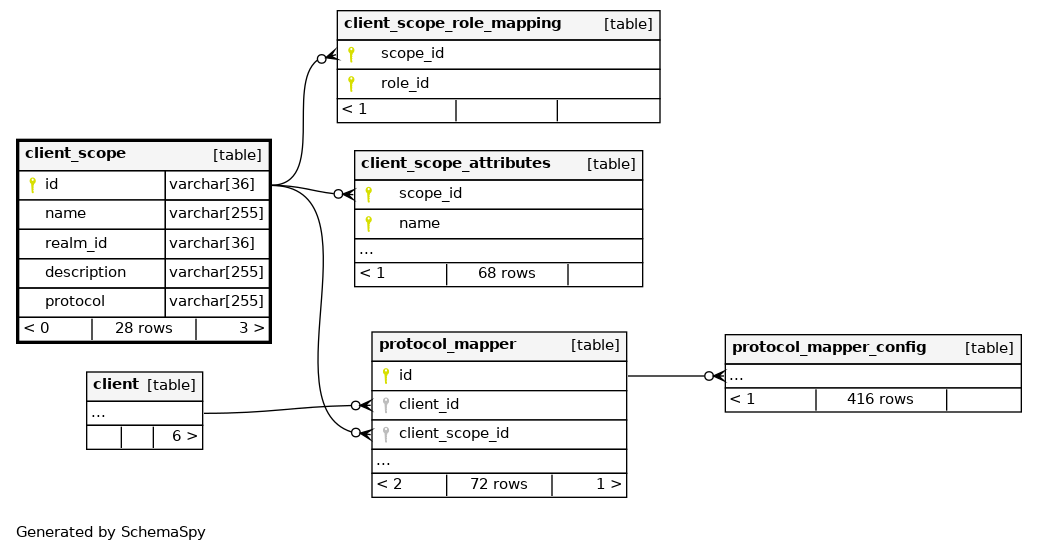 client_scope_role_mapping [table]
scope_id
role_id
< 1
client_scope [table]
id varchar[36]
name varchar[255]
realm_id varchar[36]
description varchar[255]
protocol varchar[255]
< 0 28 rows 3 >
client_scope_attributes [table]
scope_id
name
...
< 1 68 rows
protocol_mapper [table]
id
client_id
client_scope_id
...
< 2 72 rows 1 >
protocol_mapper_config [table]
...
< 1 416 rows
client [table]
...
6 >
Generated by SchemaSpy